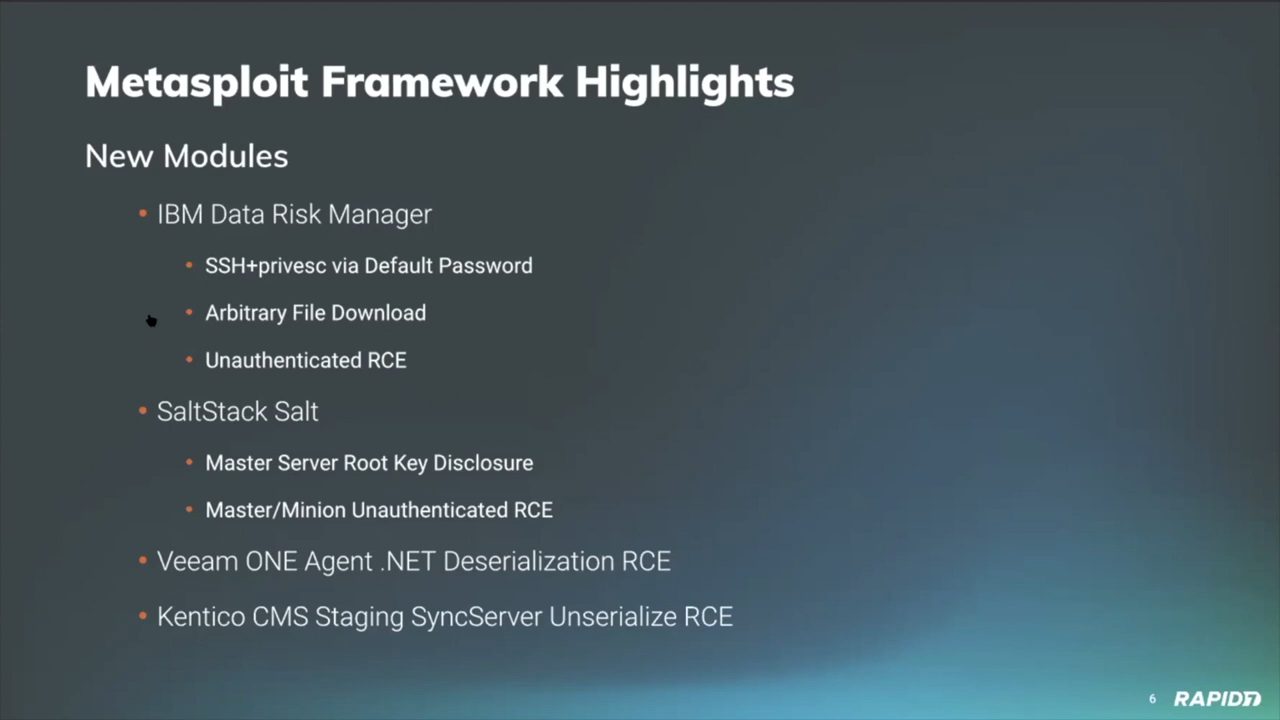 Metasploit Framework Highlights
New Modules
• IBM Data Risk Manager
• SSH+privesc via Default Password
• Arbitrary File Download
• Unauthenticated RCE
• SaltStack Salt
• Master Server Root Key Disclosure
• Master/Minion Unauthenticated RCE
• Veeam ONE Agent .NET Deserialization RCE
• Kentico CMS Staging SyncServer Unserialize RCE
6 RAPID7